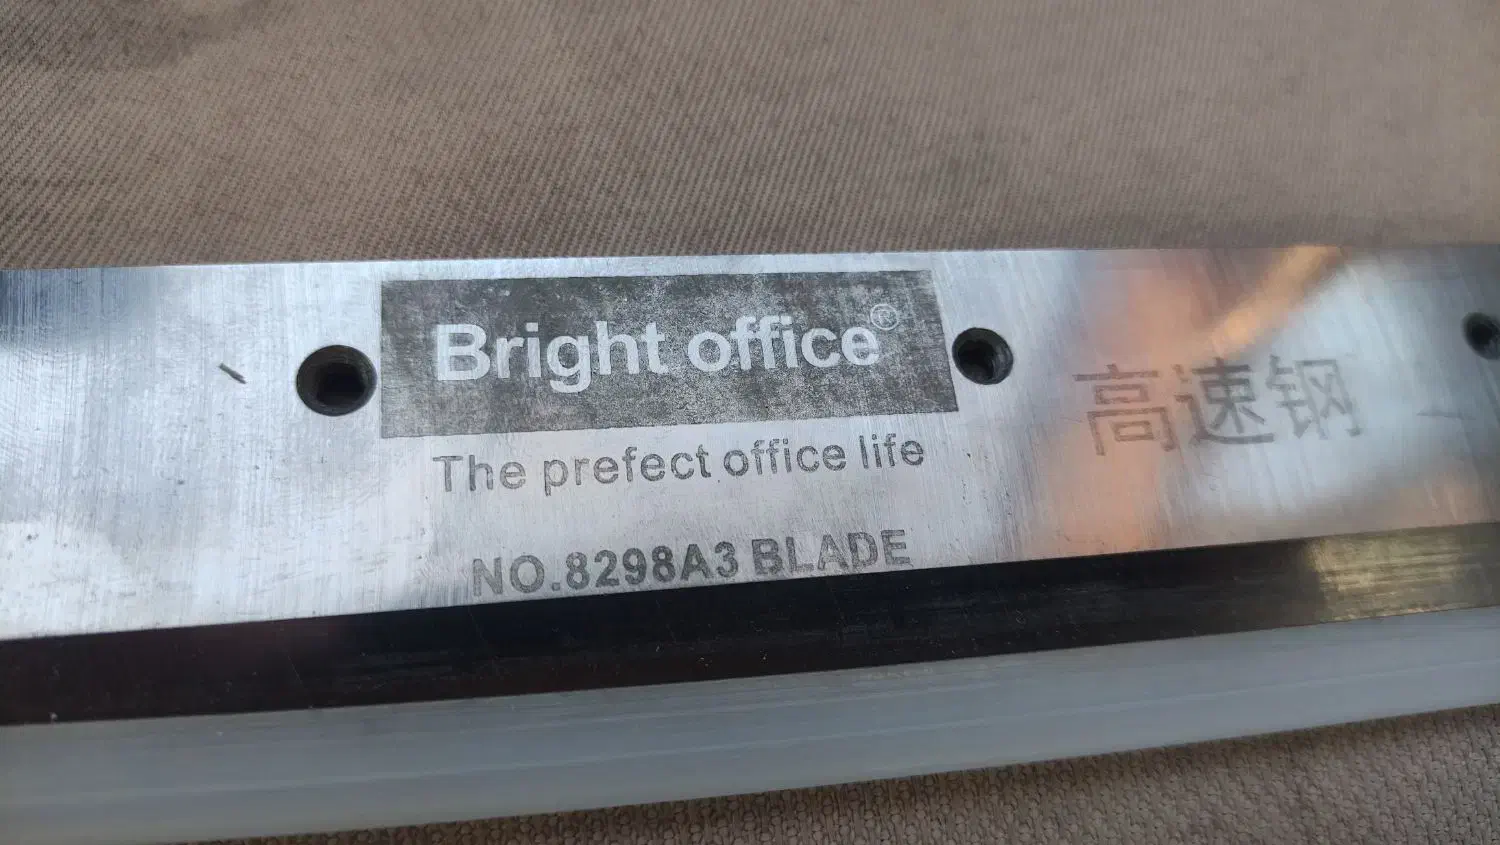 Bright office®
高速钢
The prefect office life
NO.8298A3 BLADE